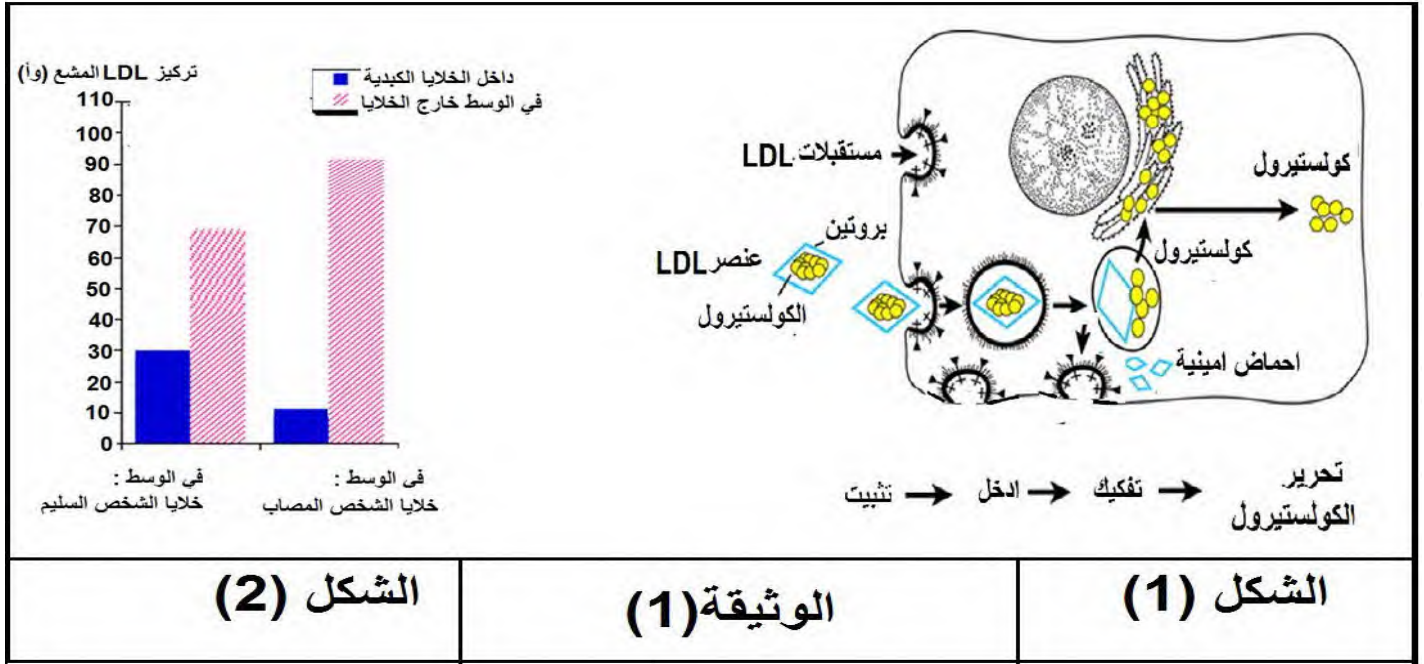 تركيز LDL المشع (وأ)
داخل الخلايا الكبدية
في الوسط خارج الخلايا
110
100
90
80
70
60
50
40
30
20
10
0
في الوسط :
خلايا الشخص السليم
في الوسط :
خلايا الشخص المصاب
مستقبلات LDL
بروتين
عنصر LDL
الكولستيرول
كولستيرول
كولستيرول
احماض امينية
تثبيت
ادخل
تفكيك
تحرير
الكولستيرول
الشكل (1)
الوثيقة(1)
الشكل (2)